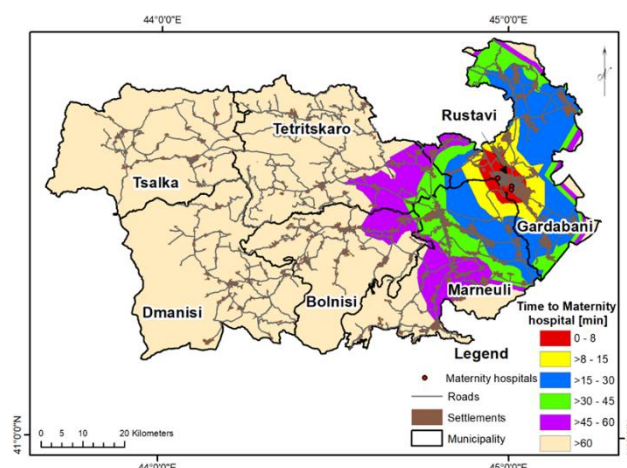 44°0'0"E
45°0'0"E
Rustavi
Tetritskaro
Tsalka
Gardabani
Dmanisi
Bolnisi
Marneuli
Time to Maternity
hospital [min]
0 - 8
>8 - 15
>15 - 30
>30 - 45
>45 - 60
>60
Legend
Maternity hospitals
Roads
Settlements
Municipality
41°0'0"N
0 5 10 20 Kilometers
44°0'0"E
45°0'0"E